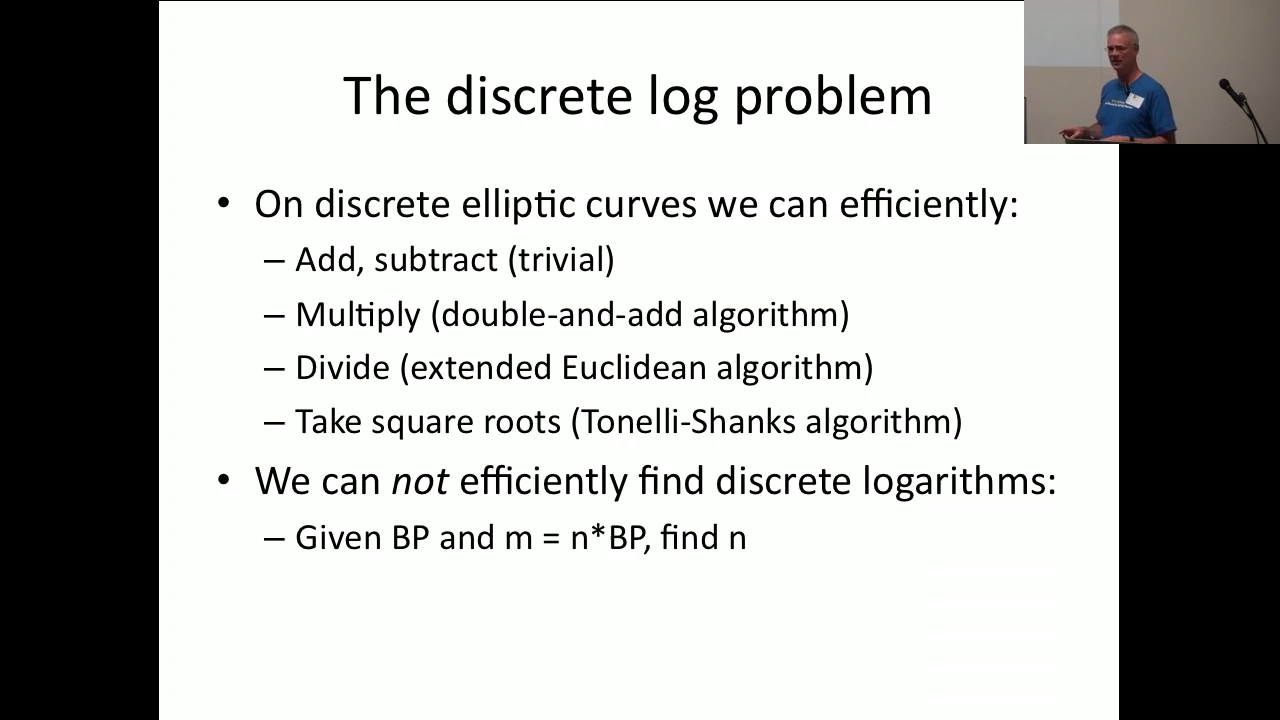 The discrete log problem
• On discrete elliptic curves we can efficiently:
– Add, subtract (trivial)
– Multiply (double-and-add algorithm)
– Divide (extended Euclidean algorithm)
– Take square roots (Tonelli-Shanks algorithm)
• We can not efficiently find discrete logarithms:
– Given BP and m = n*BP, find n